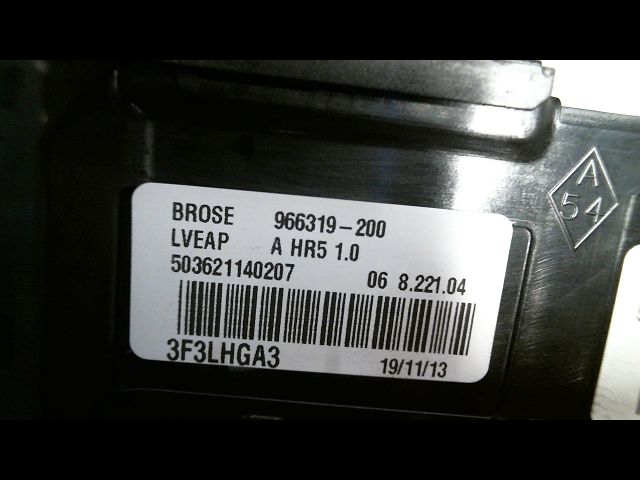 BROSE 966319-200
LVEAP A HR5 1.0
503621140207 06 8.221.04
3F3LHGA3 19/11/13
A
54